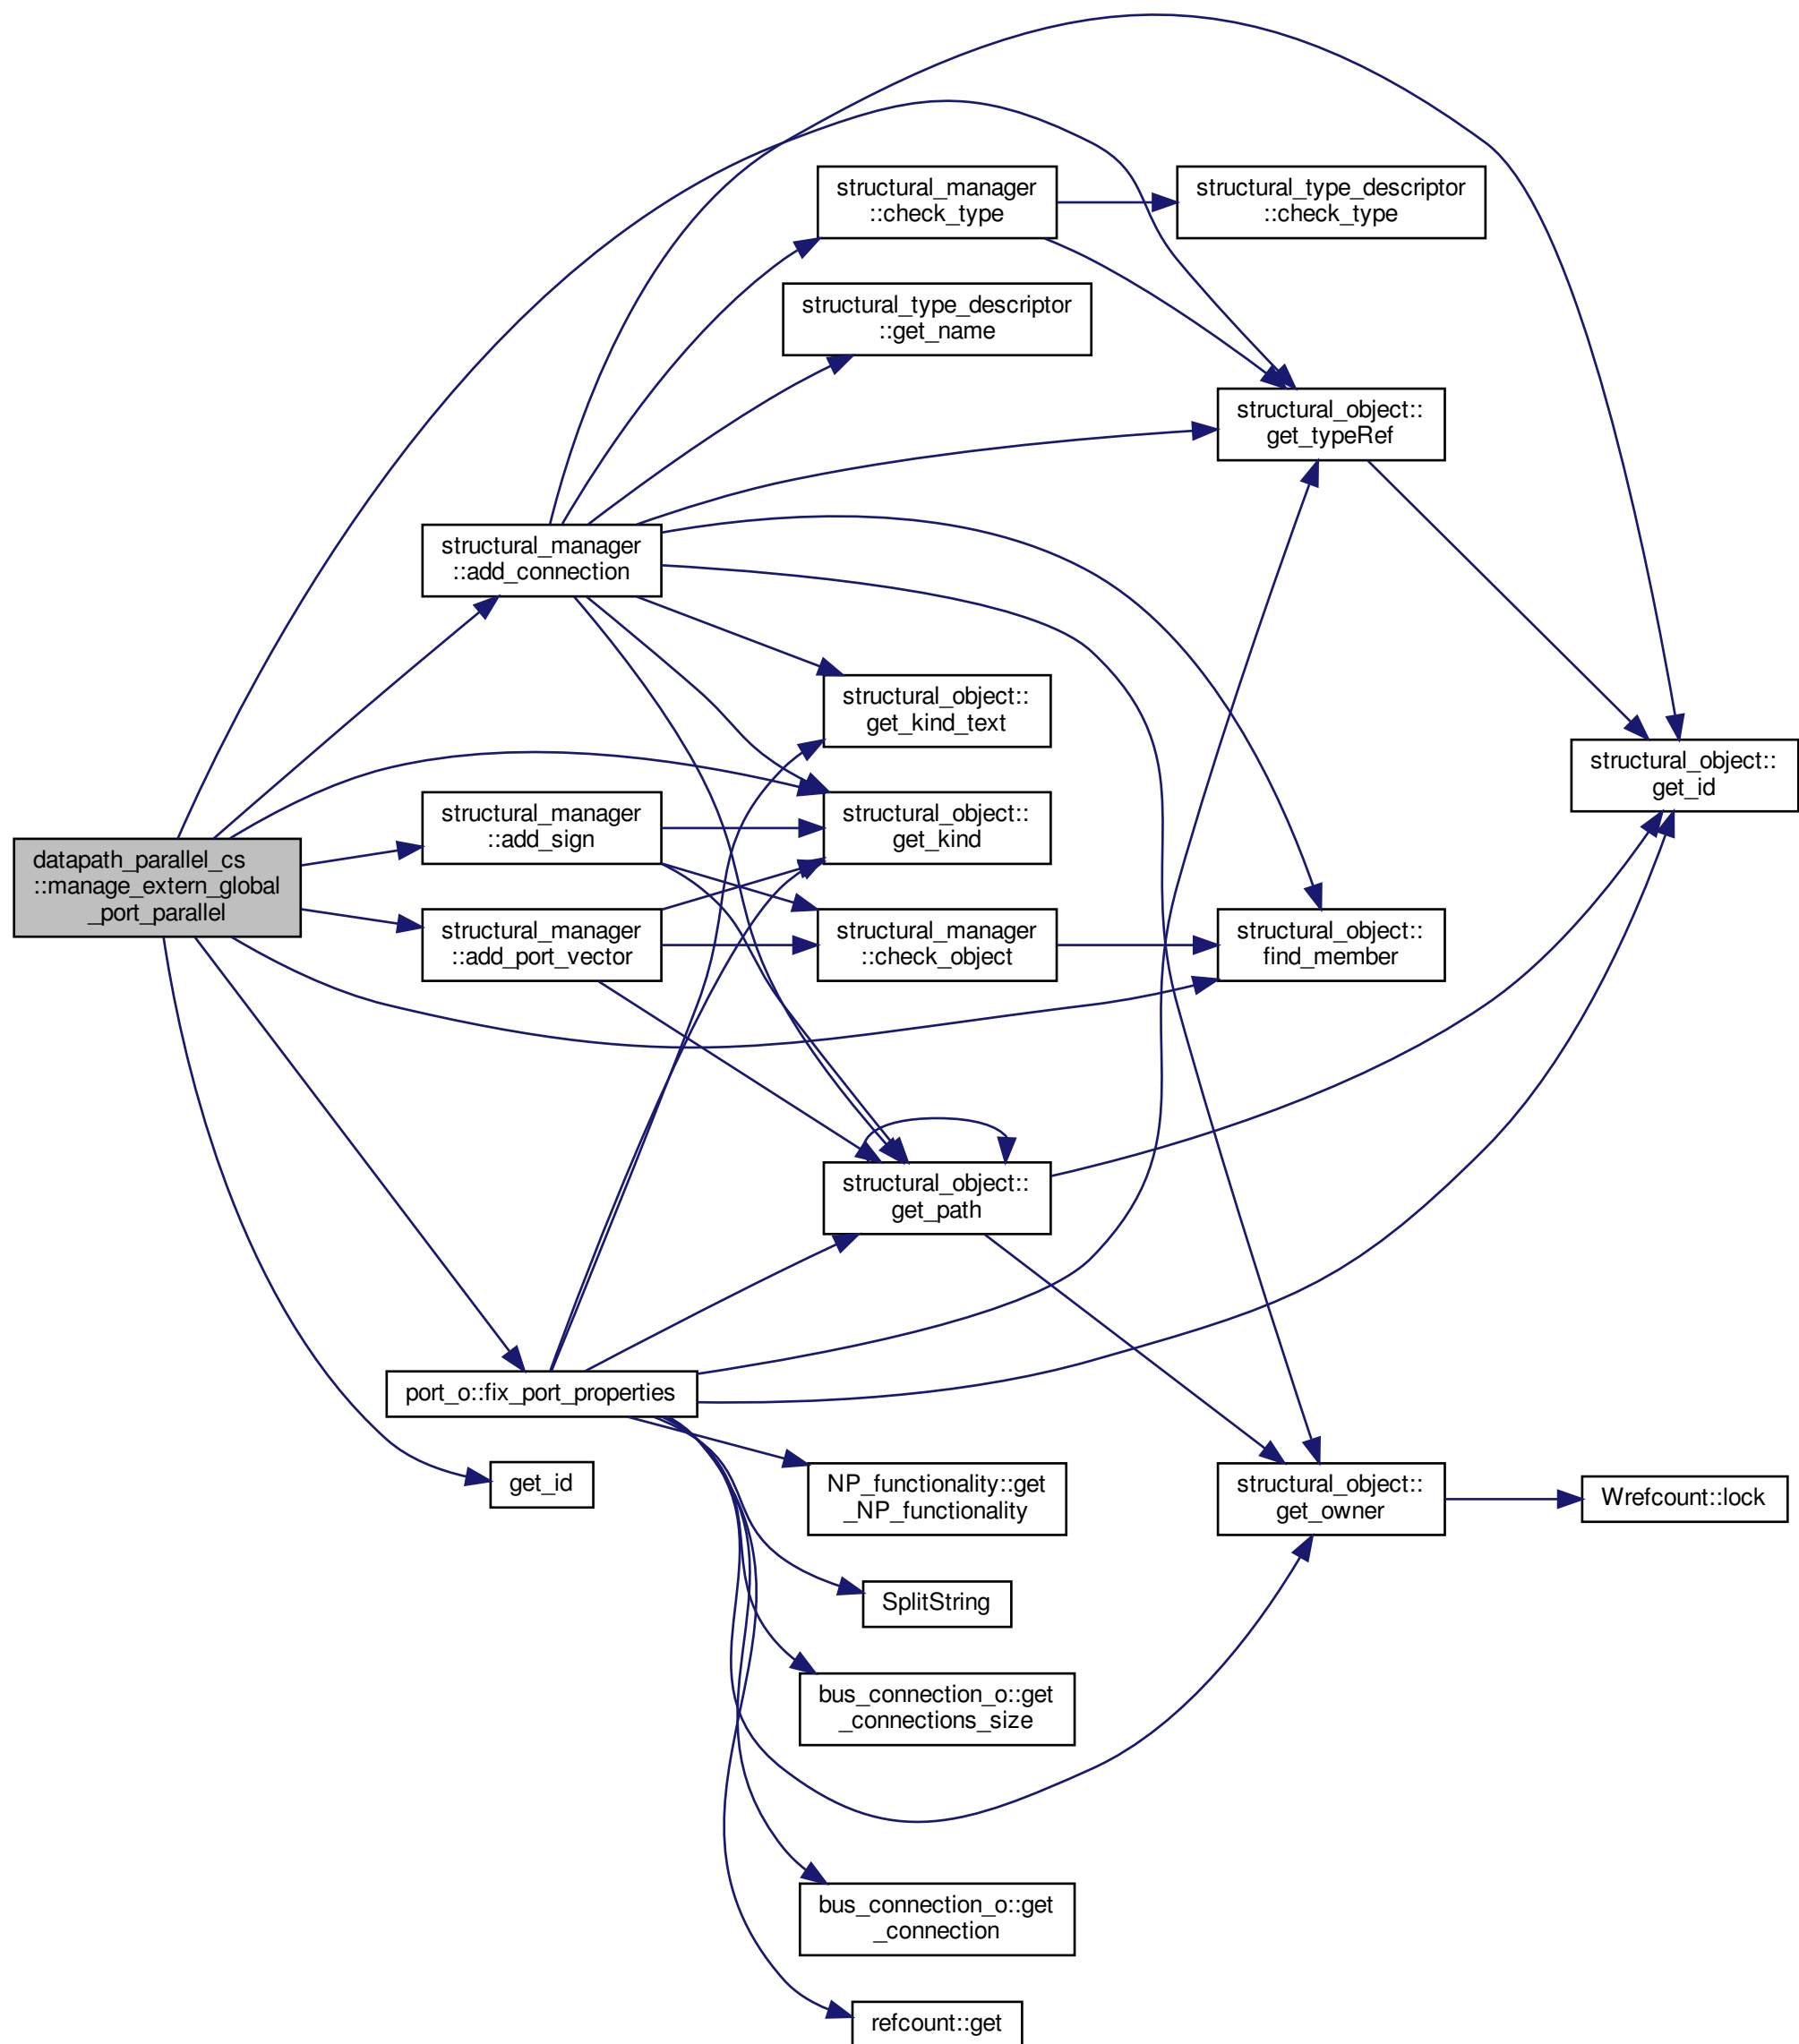 structural_manager
::check_type
structural_type_descriptor
::check_type
structural_type_descriptor
::get_name
structural_object::
get_typeRef
structural_manager
::add_connection
structural_object::
get_kind_text
structural_object::
get_id
datapath_parallel_cs
::manage_extern_global
_port_parallel
structural_manager
::add_sign
structural_object::
get_kind
structural_manager
::add_port_vector
structural_manager
::check_object
structural_object::
find_member
structural_object::
get_path
port_o::fix_port_properties
get_id
NP_functionality::get
_NP_functionality
structural_object::
get_owner
Wrefcount::lock
SplitString
bus_connection_o::get
_connections_size
bus_connection_o::get
_connection
refcount::get